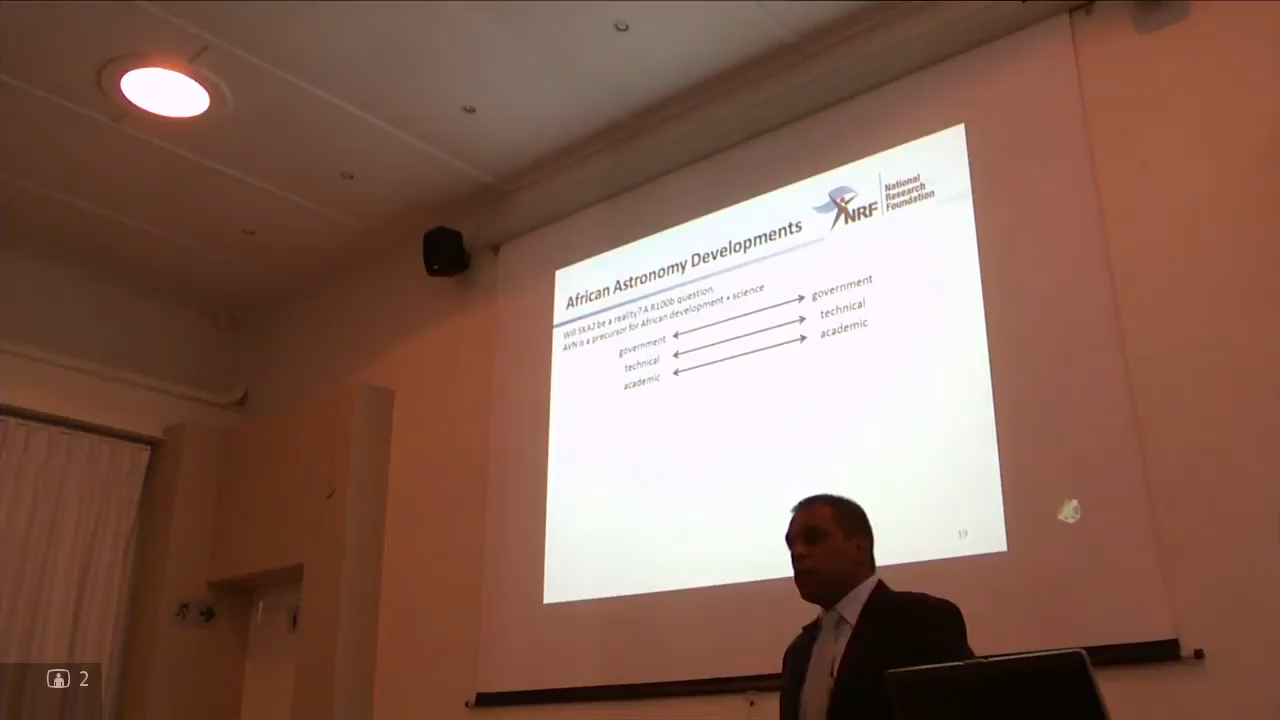 NRF
National
Research
Foundation
African Astronomy Developments
Will SKA2 be a reality? A R100b question
AVN is a precursor for African development + science
government
technical
academic
government
technical
academic
19
2